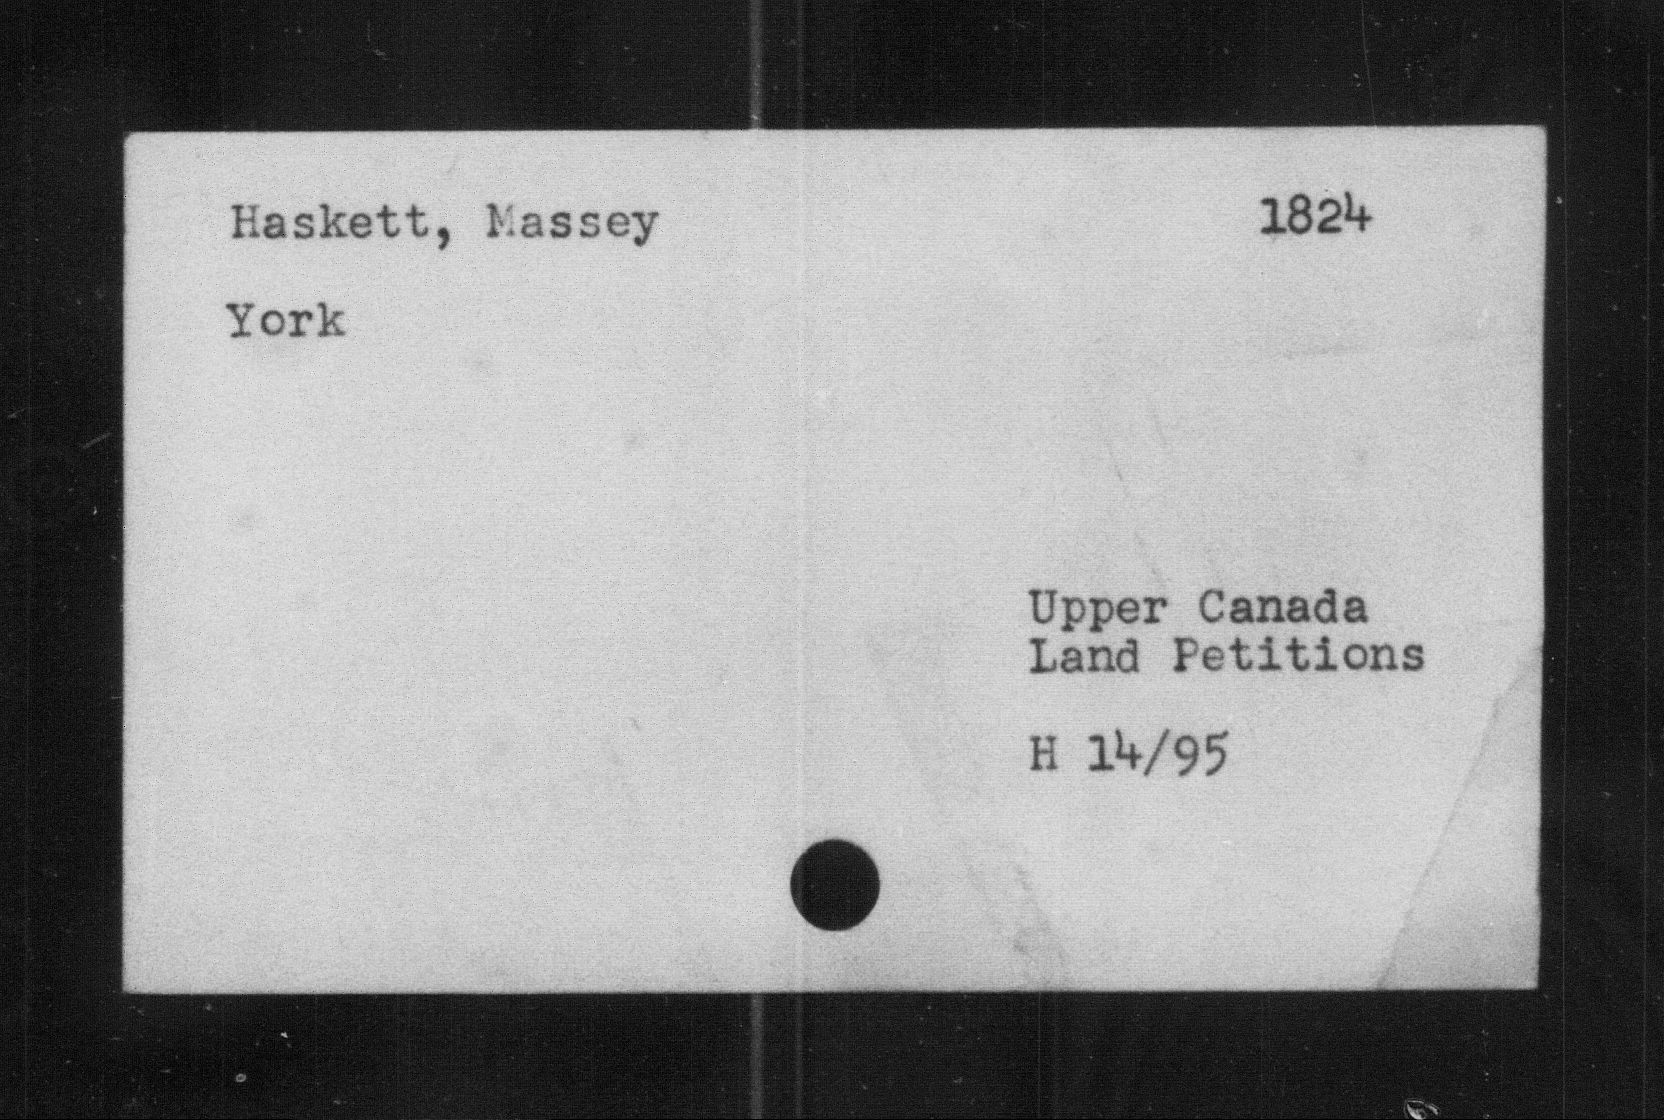 Haskett, Massey 1824
York
Upper Canada
Land Petitions
H 14/95